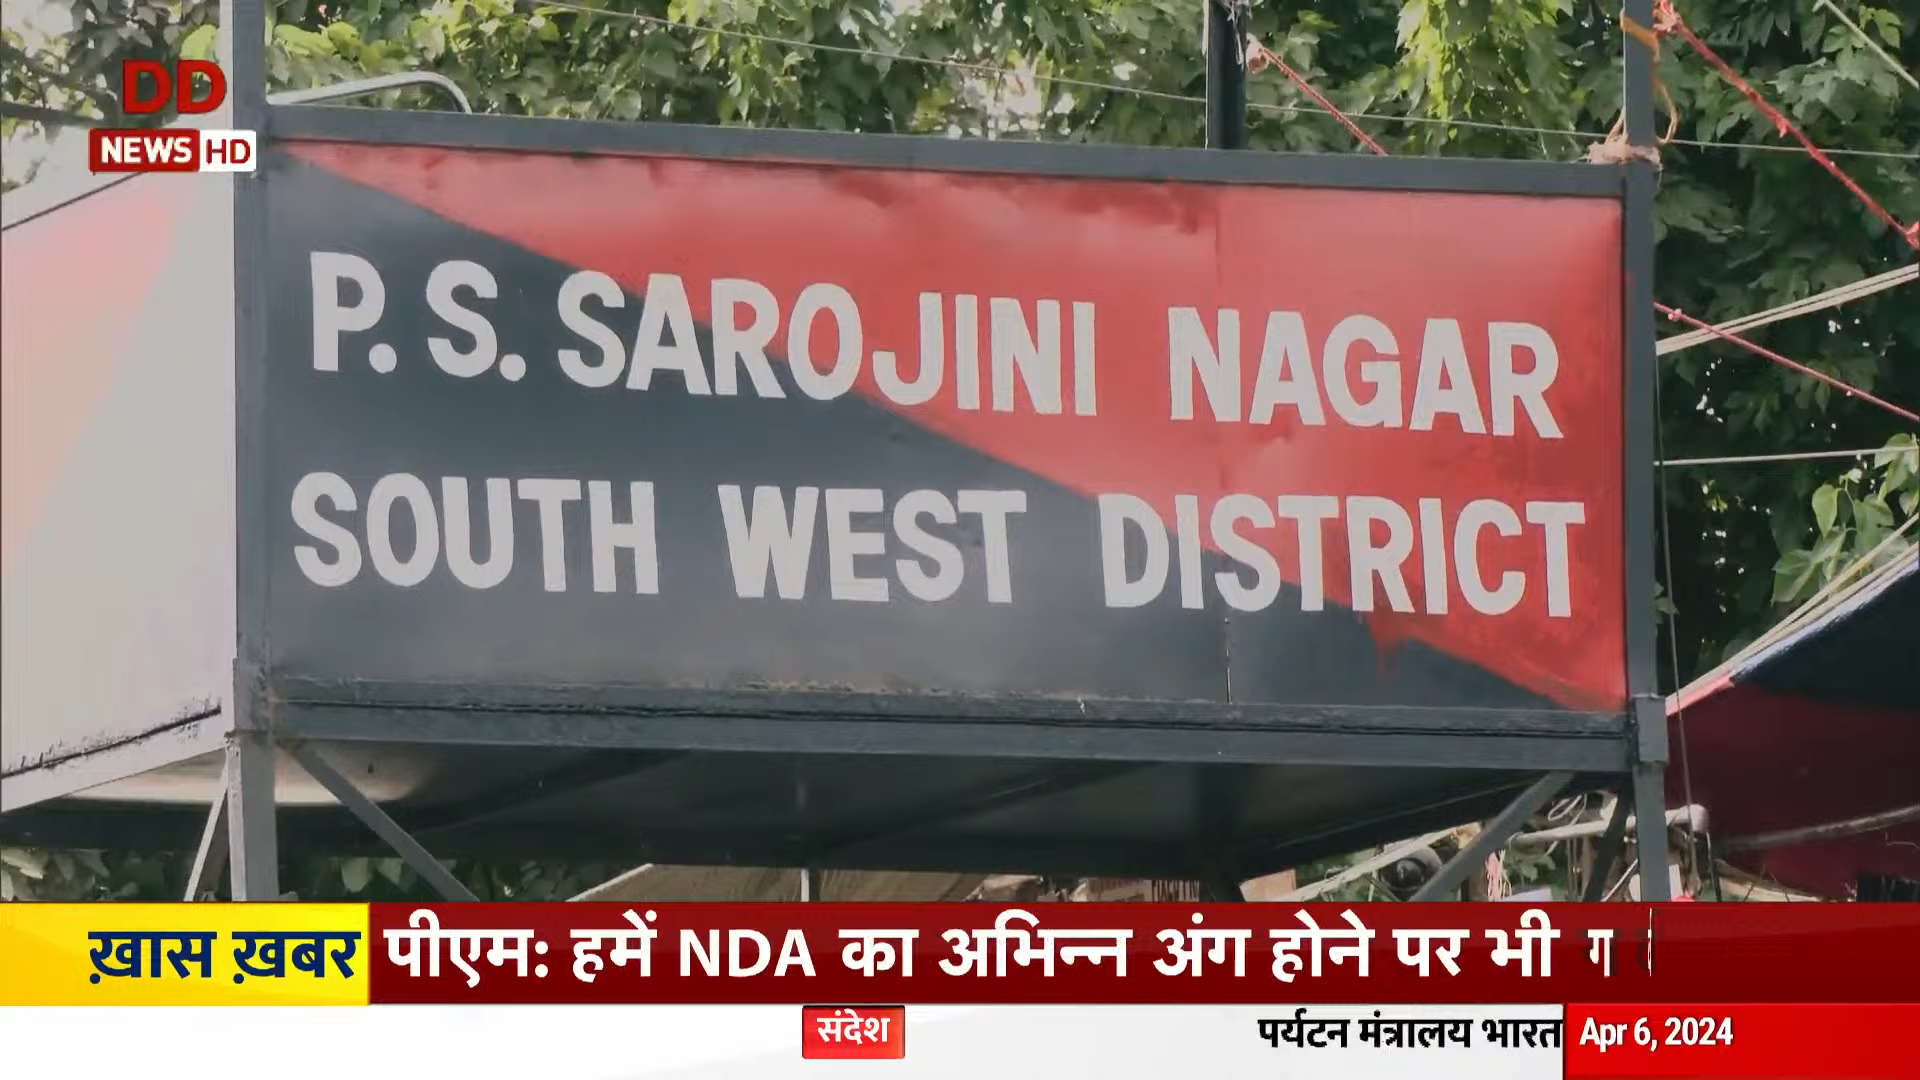 DD
NEWS HD
P. S. SAROJINI NAGAR
SOUTH WEST DISTRICT
ख़ास ख़बर
पीएम: हमें NDA का अभिन्न अंग होने पर भी
संदेश
पर्यटन मंत्रालय भारत
Apr 6, 2024